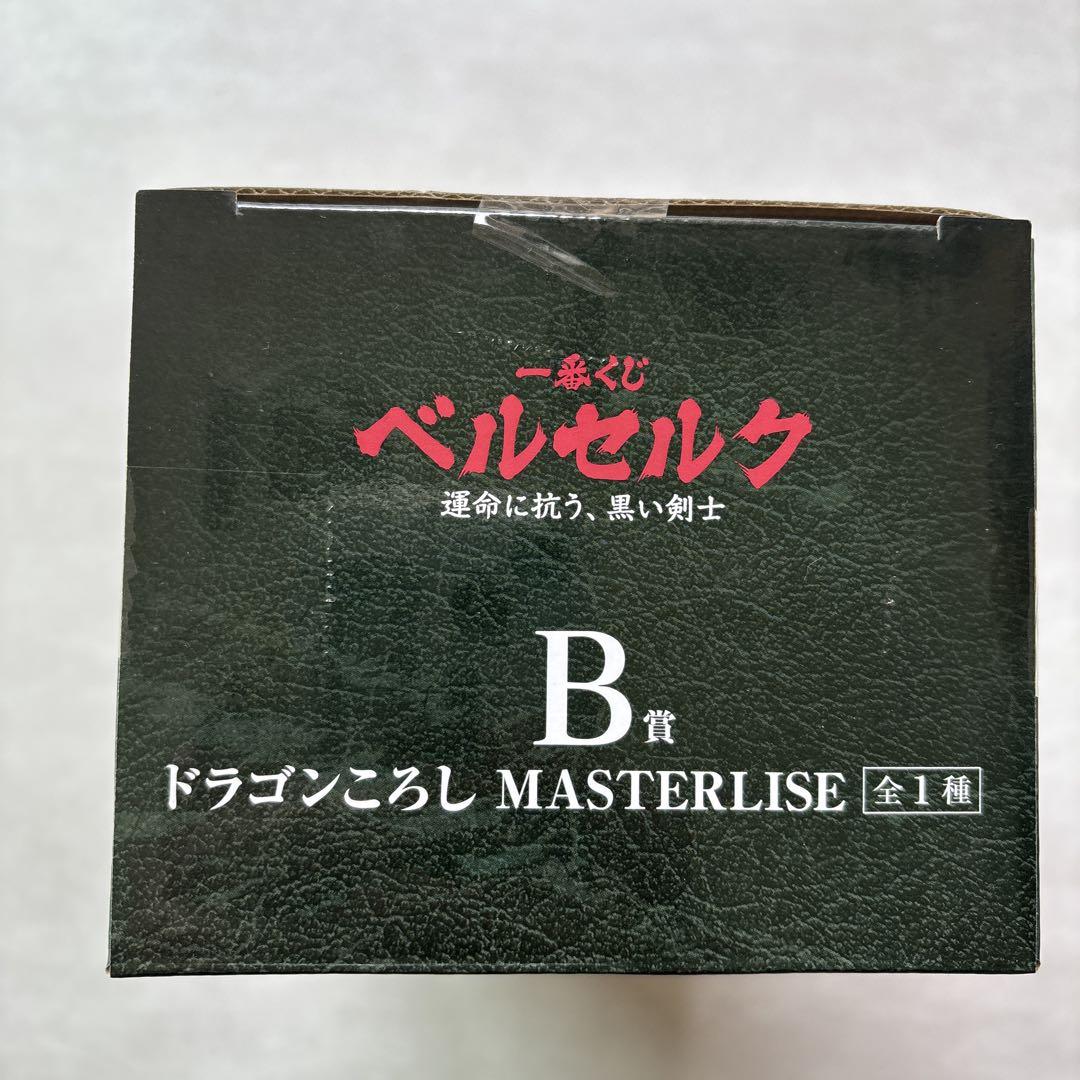 一番くじ
ベルセルク
運命に抗う、黒い剣士
B賞
ドラゴンころし MASTERLISE 全1種